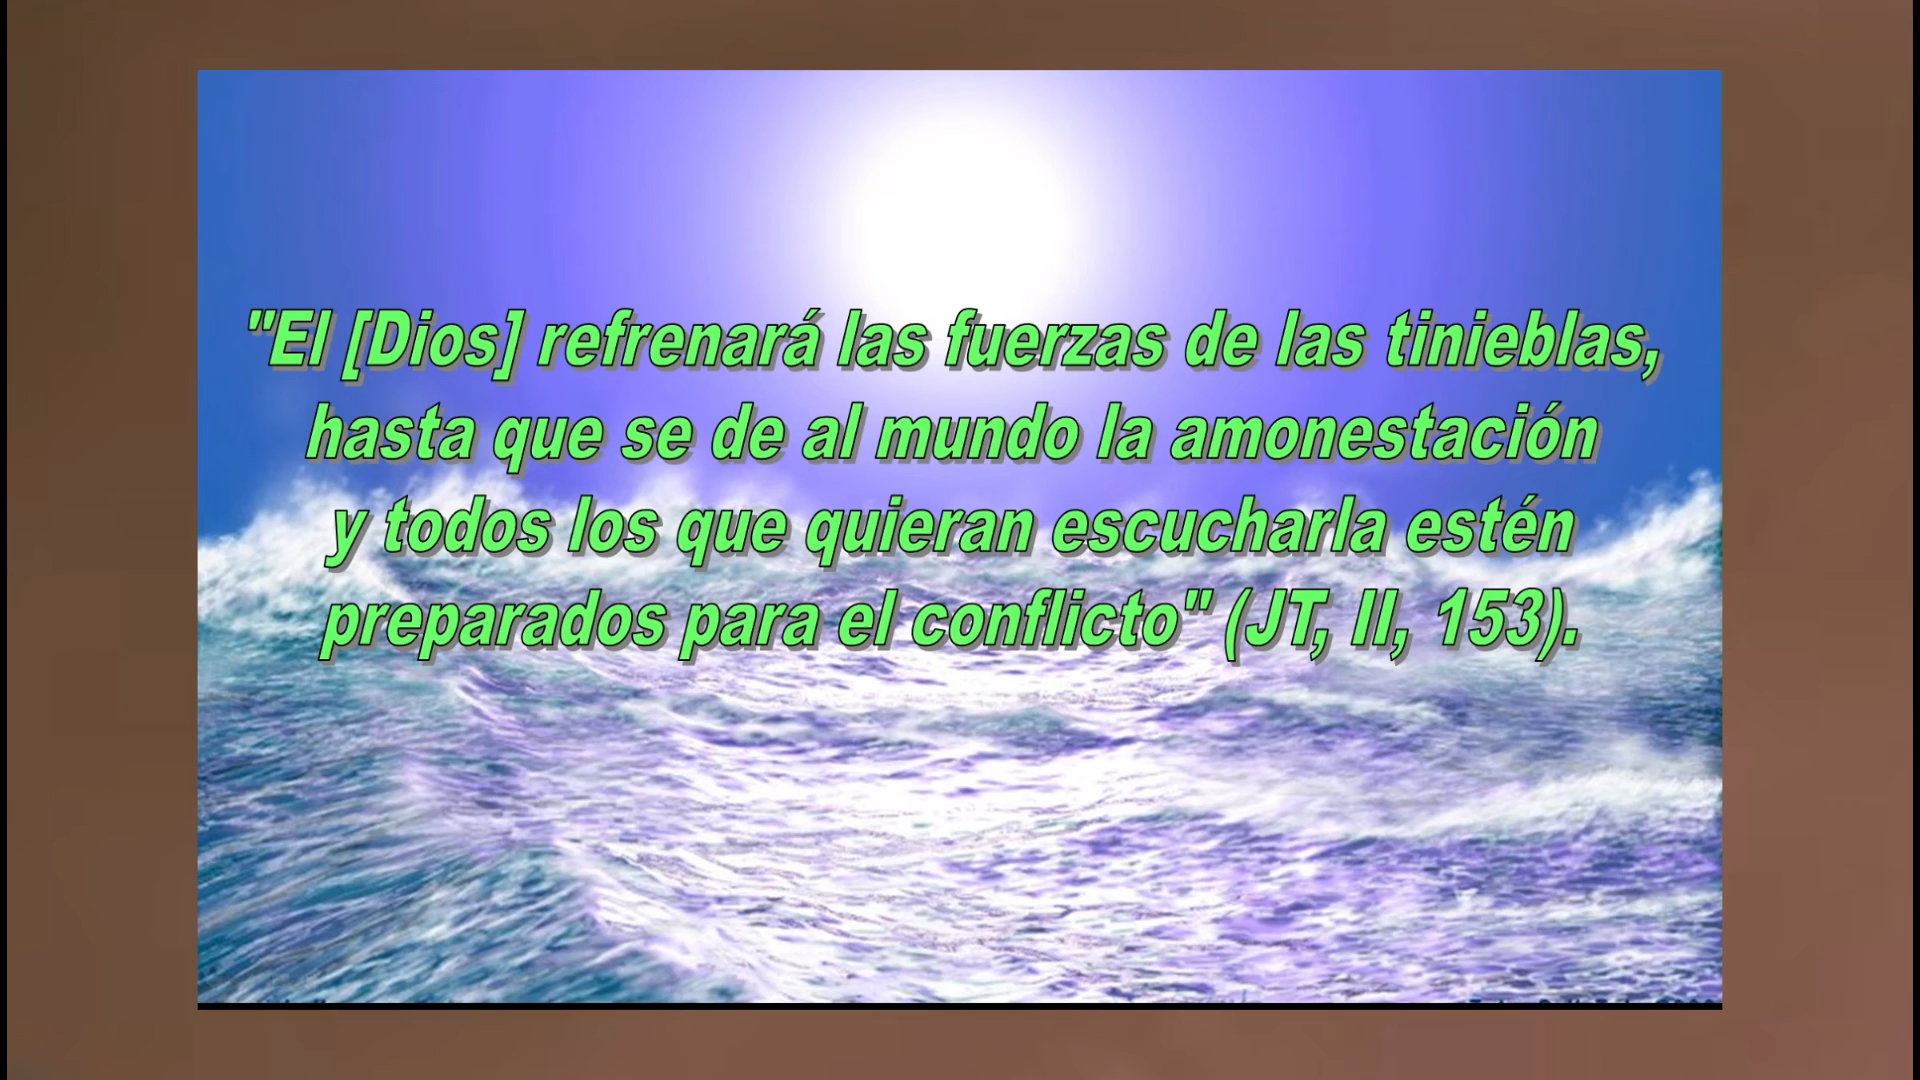 "El [Dios] refrenará las fuerzas de las tinieblas,
hasta que se de al mundo la amonestación
y todos los que quieran escucharla estén
preparados para el conflicto" (JT, II, 153).